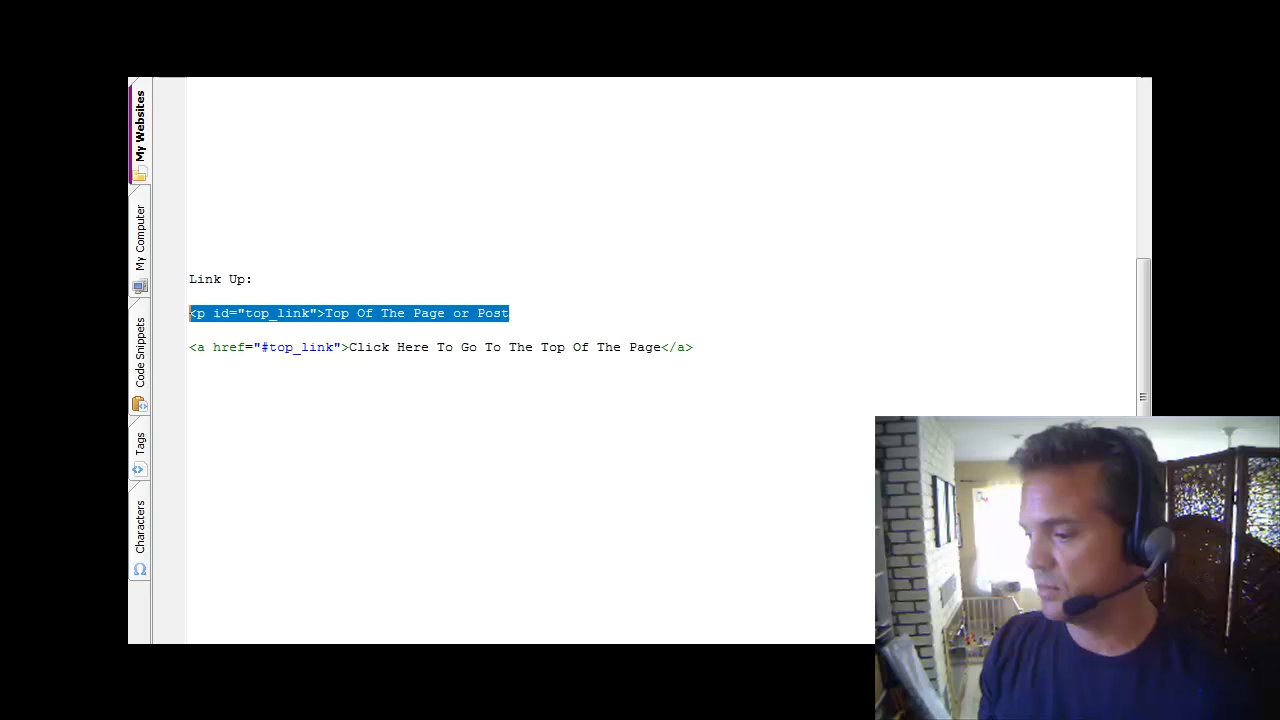 My Websites
My Computer
Code Snippets
Tags
Characters
Link Up:
<p id="top_link">Top Of The Page or Post
<a href="#top_link">Click Here To Go To The Top Of The Page</a>